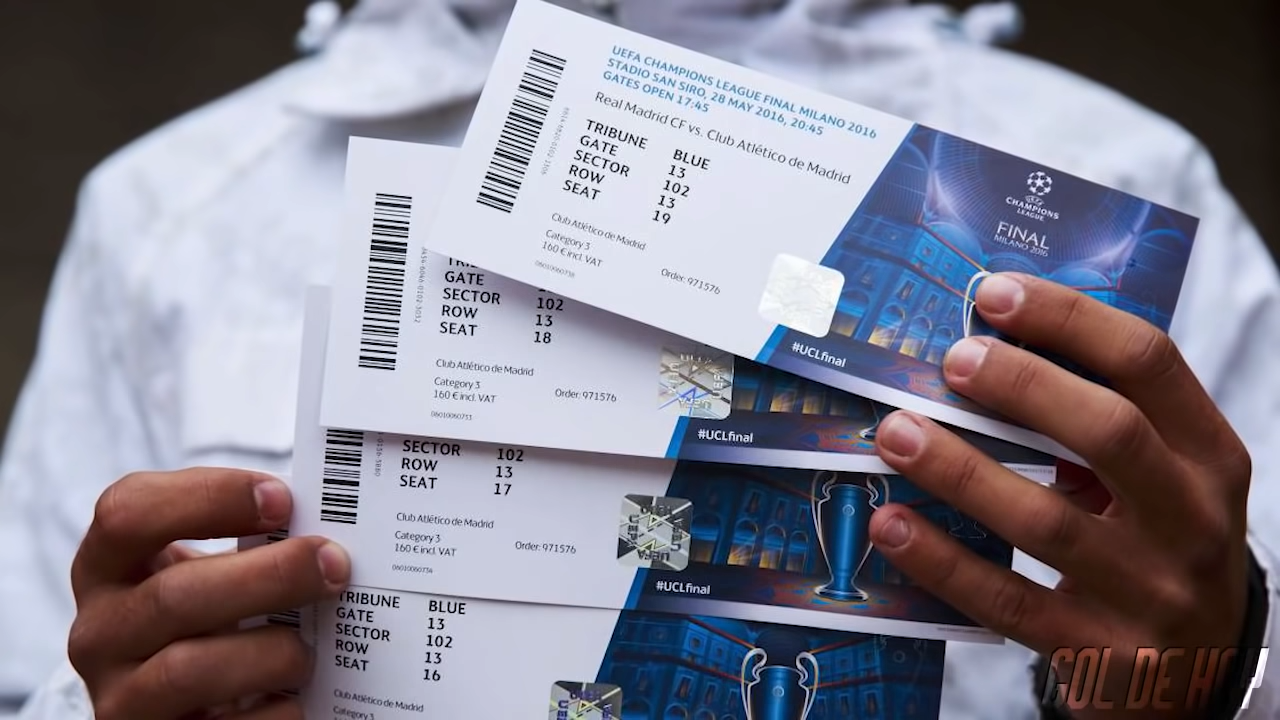 UEFA CHAMPIONS LEAGUE FINAL MILANO 2016
STADIO SAN SIRO, 28 MAY 2016, 20:45
GATES OPEN 17:45
Real Madrid CF vs. Club Atlético de Madrid
TRIBUNE BLUE
GATE 13
SECTOR 102
ROW 13
SEAT 19
Club Atlético de Madrid
Category 3
160 € incl. VAT
Order: 971576
CHAMPIONS
LEAGUE
FINAL
MILANO 2016
#UCLfinal
GATE
SECTOR 102
ROW 13
SEAT 18
Club Atlético de Madrid
Category 3
160 € incl. VAT
Order: 971576
#UCLfinal
SECTOR 102
ROW 13
SEAT 17
Club Atlético de Madrid
Category 3
160 € incl. VAT
Order: 971576
UEFA
#UCLfinal
TRIBUNE BLUE
GATE 13
SECTOR 102
ROW 13
SEAT 16
Club Atlético de Madrid
Category 3
GOL DE HOY